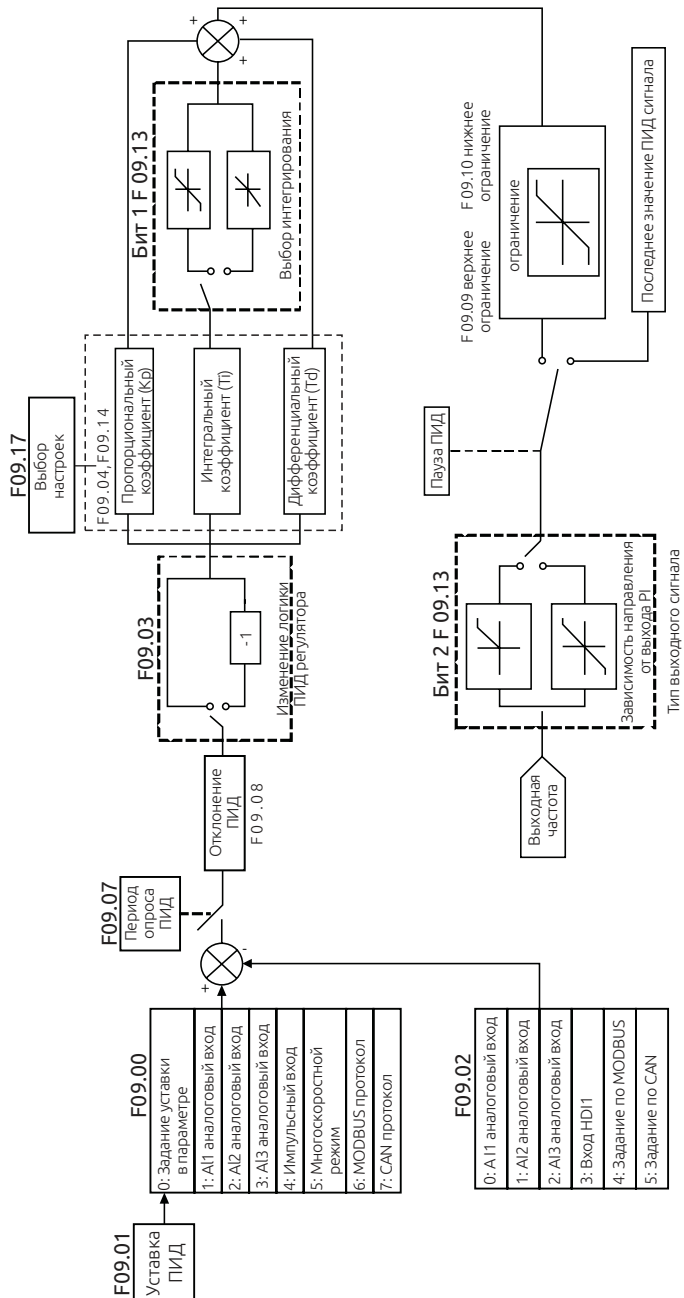 F09.01
Уставка
ПИД
F09.00
0: Задание уставки
в параметре
1: AI1 аналоговый вход
2: AI2 аналоговый вход
3: AI3 аналоговый вход
4: Импульсный вход
5: Многоскоростной
режим
6: MODBUS протокол
7: CAN протокол
F09.02
0: AI1 аналоговый вход
1: AI2 аналоговый вход
2: AI3 аналоговый вход
3: Вход HDI1
4: Задание по MODBUS
5: Задание по CAN
+
-
F09.07
Период
опроса
ПИД
Отклонение
ПИД
F09.08
F09.03
-1
Изменение логики
ПИД регулятора
F09.17
Выбор
настроек
F09.04,F09.14
Пропорциональный
коэффициент (Kp)
Интегральный
коэффициент (Ti)
Дифференциальный
коэффициент (Td)
Бит 1 F 09.13
Выбор интегрирования
+
+
+
F 09.09 верхнее
ограничение
F 09.10 нижнее
ограничение
ограничение
Последнее значение ПИД сигнала
Пауза ПИД
Бит 2 F 09.13
Зависимость направления
от выхода PI
Тип выходного сигнала
Выходная
частота